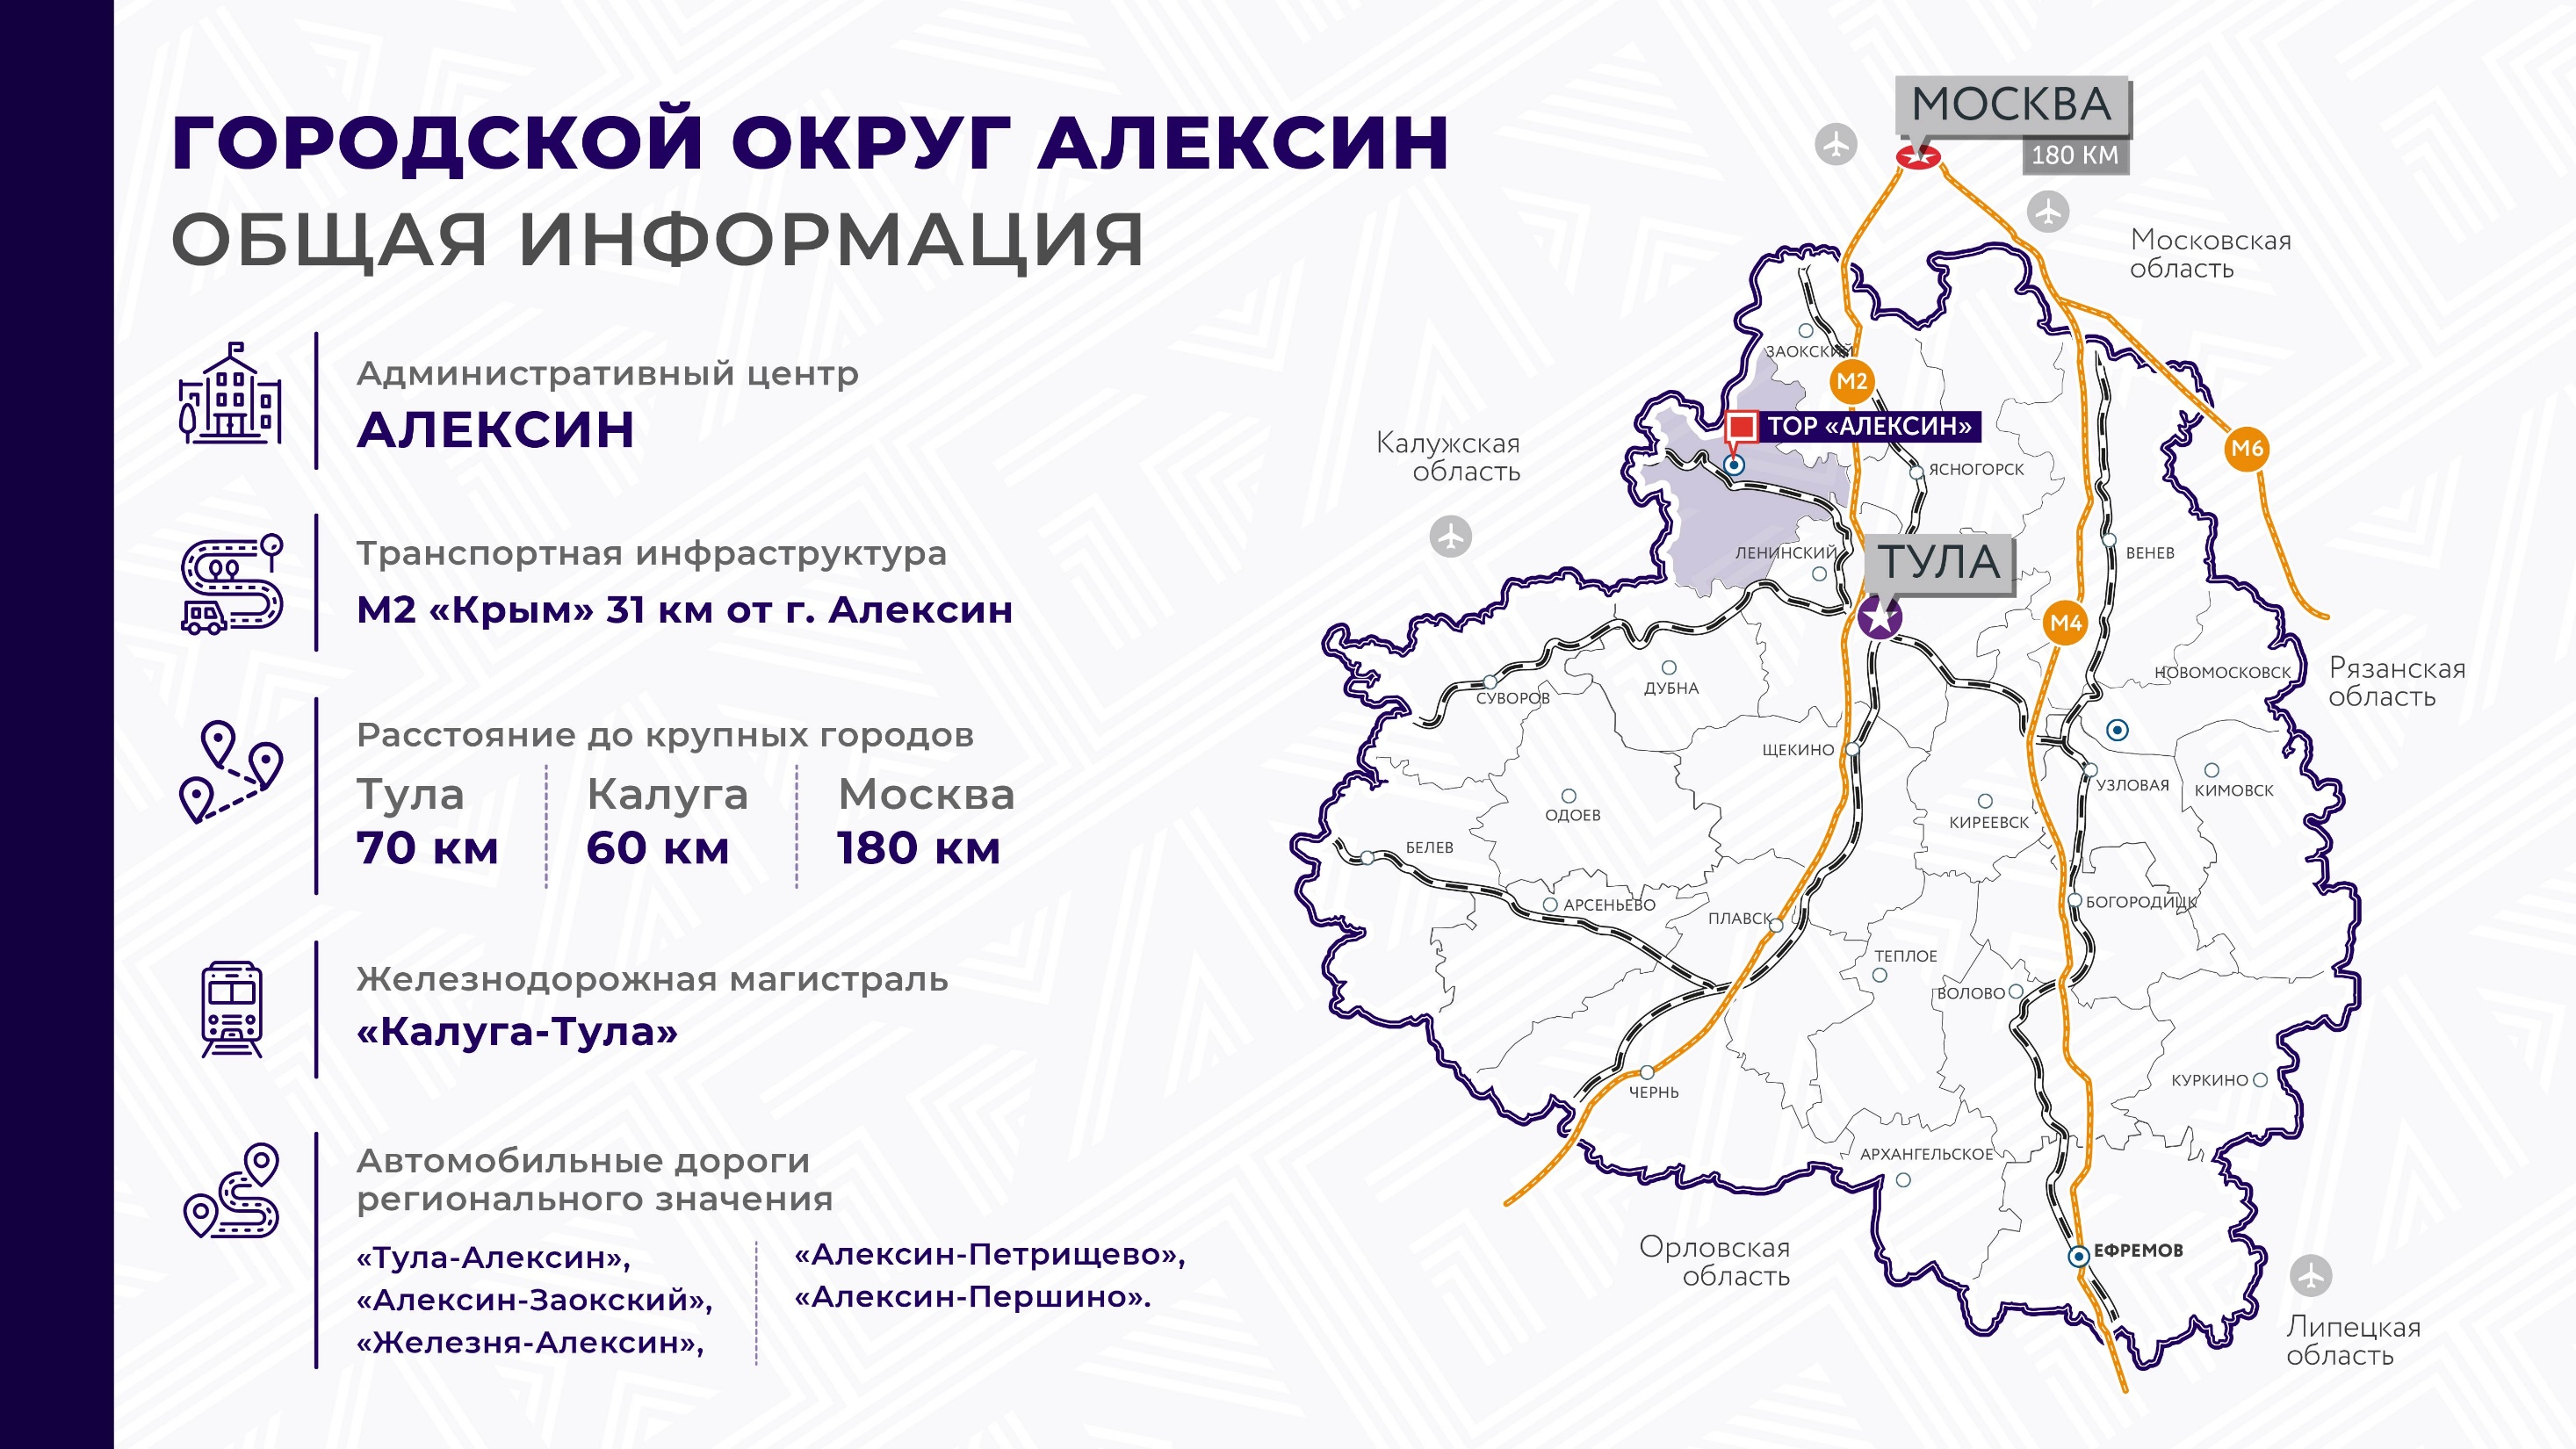 ГОРОДСКОЙ ОКРУГ АЛЕКСИН
ОБЩАЯ ИНФОРМАЦИЯ
Административный центр
АЛЕКСИН
Транспортная инфраструктура
М2 «Крым» 31 км от г. Алексин
Расстояние до крупных городов
Тула
70 км
Калуга
60 км
Москва
180 км
Железнодорожная магистраль
«Калуга-Тула»
Автомобильные дороги
регионального значения
«Тула-Алексин»,
«Алексин-Заокский»,
«Железня-Алексин»,
«Алексин-Петрищево»,
«Алексин-Першино».
МОСКВА
180 КМ
Московская
область
ЗАОКСКИЙ
М2
ТОР «АЛЕКСИН»
Калужская
область
М6
ЯСНОГОРСК
ЛЕНИНСКИЙ
ТУЛА
ВЕНЕВ
М4
НОВОМОСКОВСК
Рязанская
область
СУВОРОВ
ДУБНА
ЩЕКИНО
УЗЛОВАЯ
КИМОВСК
ОДОЕВ
КИРЕЕВСК
БЕЛЕВ
АРСЕНЬЕВО
ПЛАВСК
БОГОРОДИЦК
ТЕПЛОЕ
ВОЛОВО
КУРКИНО
ЧЕРНЬ
АРХАНГЕЛЬСКОЕ
Орловская
область
ЕФРЕМОВ
Липецкая
область